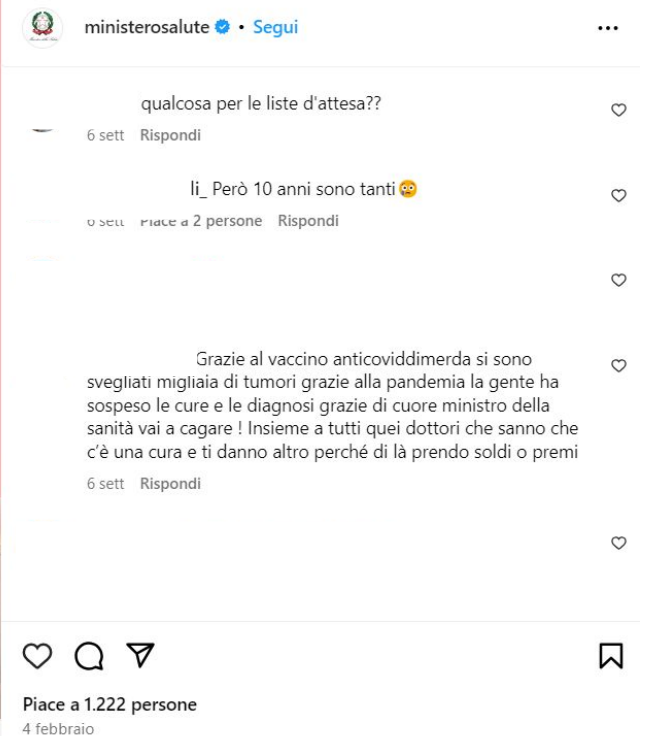 ministerosalute • Segui
qualcosa per le liste d'attesa??
6 sett Rispondi
li_ Però 10 anni sono tanti😬
6 sett Piace a 2 persone Rispondi
Grazie al vaccino anticoviddimerda si sono
svegliati migliaia di tumori grazie alla pandemia la gente ha
sospeso le cure e le diagnosi grazie di cuore ministro della
sanità vai a cagare ! Insieme a tutti quei dottori che sanno che
c'è una cura e ti danno altro perché di là prendo soldi o premi
6 sett Rispondi
Piace a 1.222 persone
4 febbraio